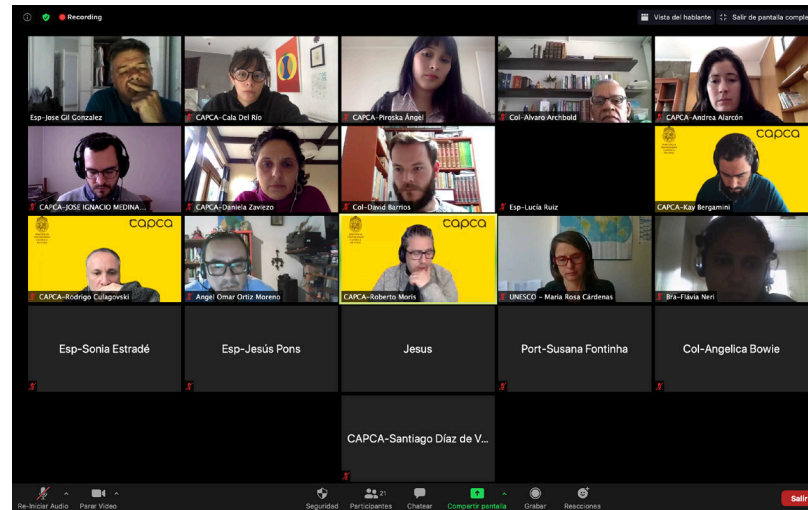 Recording
Vista del hablante
Salir de pantalla comple
Esp-Jose Gil Gonzalez
CAPCA-Cala Del Río
CAPCA-Piroska Ángel
Col-Alvaro Archbold
CAPCA-Andrea Alarcón
CAPCA-JOSE IGNACIO MEDINA...
CAPCA-Daniela Zaviezo
Col-David Barrios
Esp-Lucía Ruiz
capca
CAPCA-Kay Bergamini
capca
CAPCA-Rodrigo Culagovski
Angel Omar Ortiz Moreno
capca
CAPCA-Roberto Moris
UNESCO - Maria Rosa Cárdenas
Bra-Flávia Neri
Esp-Sonia Estradé
Esp-Jesús Pons
Jesus
Port-Susana Fontinha
Col-Angelica Bowie
CAPCA-Santiago Díaz de V...
Re-Iniciar Audio
Parar Video
Seguridad
Participantes
21
Chatear
Compartir pantalla
Grabar
Reacciones
Salir